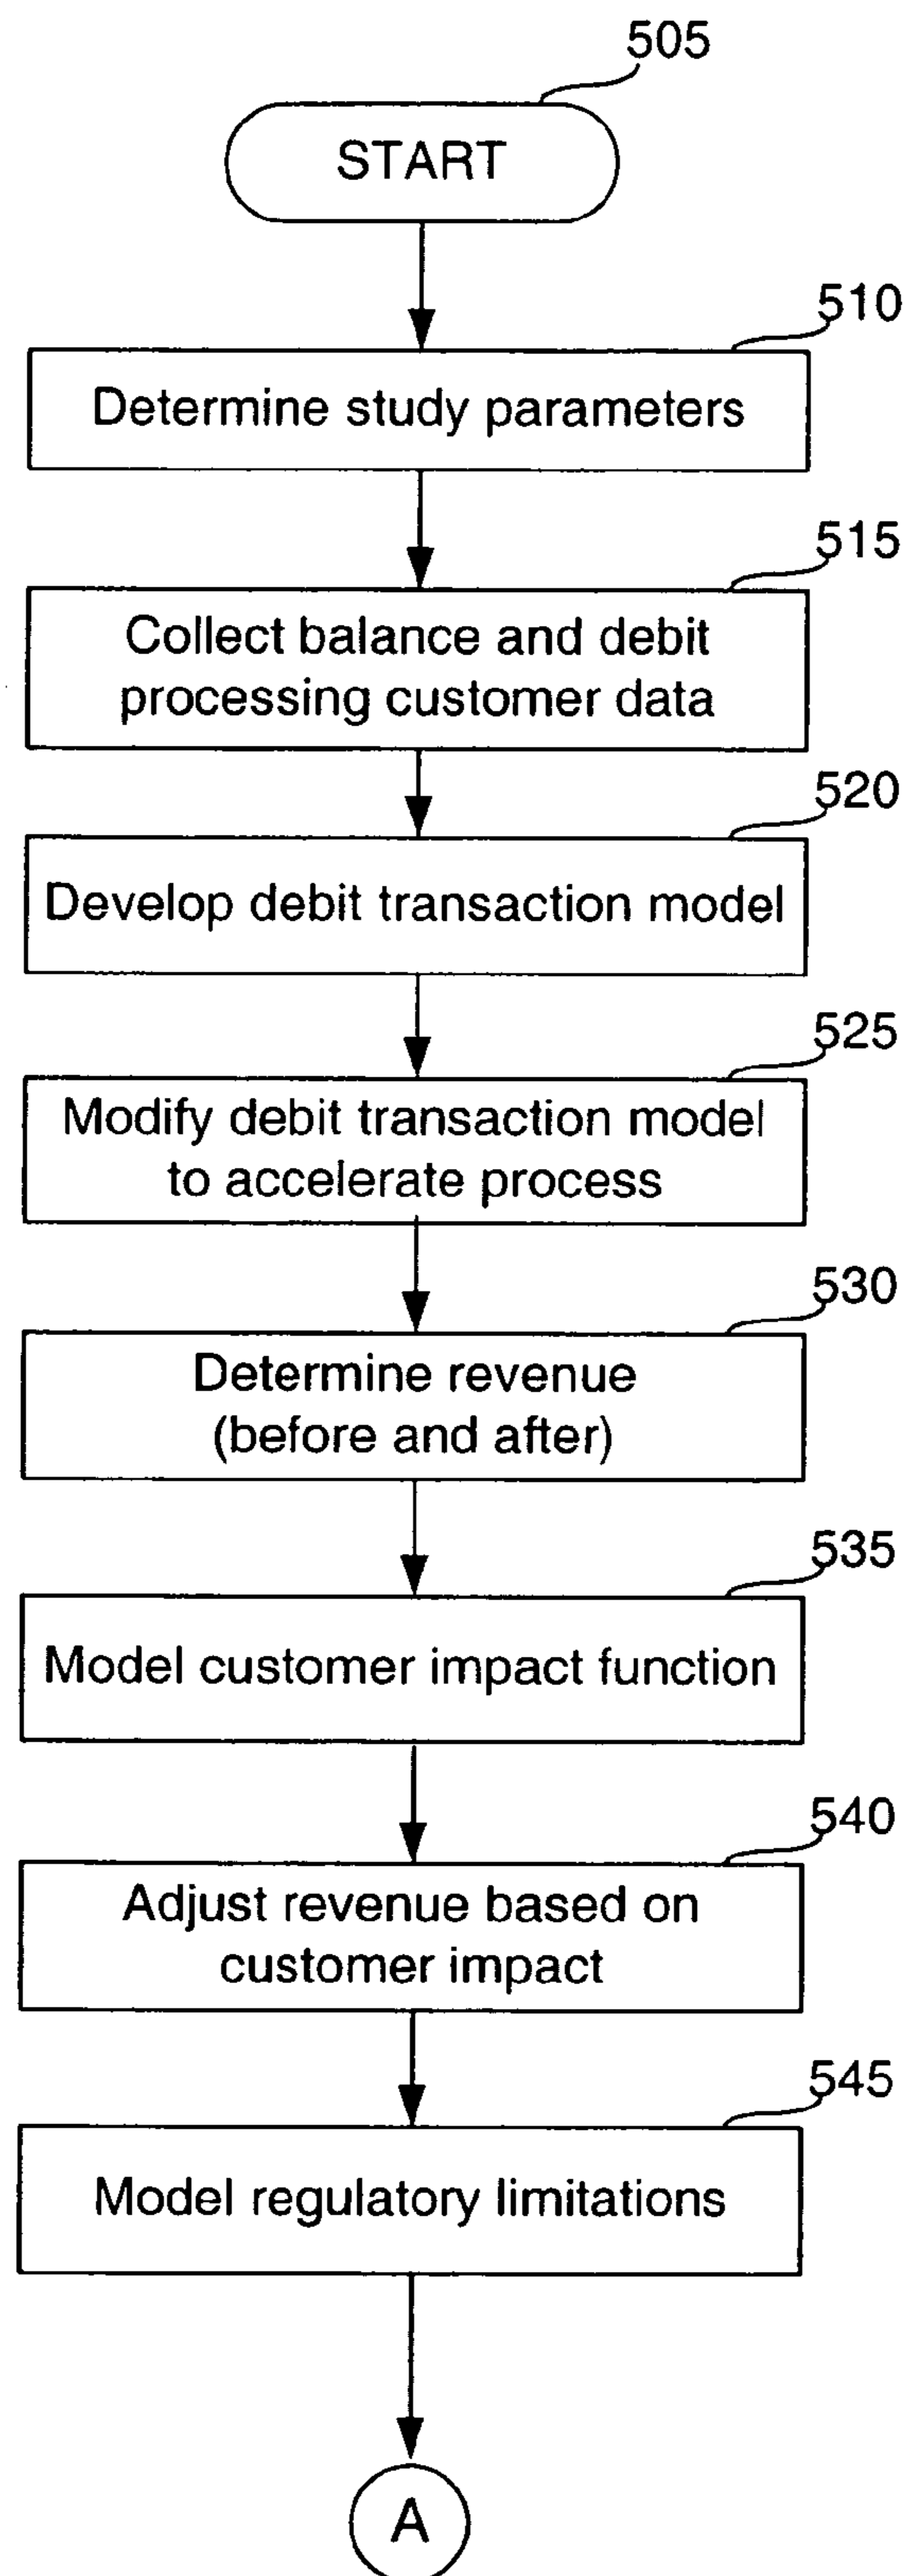 505
START
510
Determine study parameters
515
Collect balance and debit
processing customer data
520
Develop debit transaction model
525
Modify debit transaction model
to accelerate process
530
Determine revenue
(before and after)
535
Model customer impact function
540
Adjust revenue based on
customer impact
545
Model regulatory limitations
A